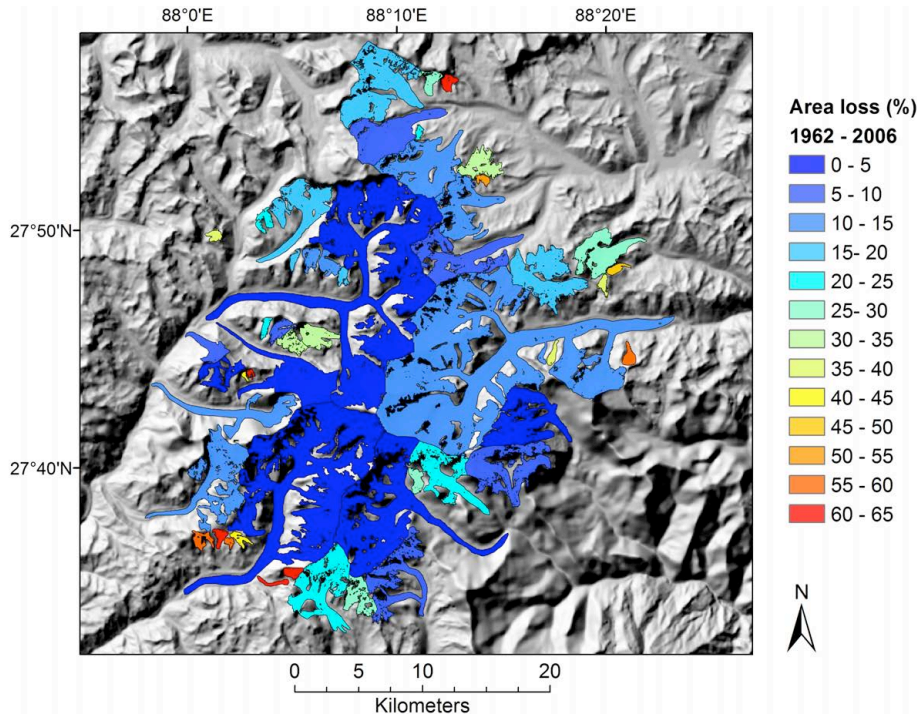 88°0'E
88°10'E
88°20'E
27°50'N
27°40'N
Area loss (%)
1962 - 2006
0 - 5
5 - 10
10 - 15
15- 20
20 - 25
25- 30
30 - 35
35 - 40
40 - 45
45 - 50
50 - 55
55 - 60
60 - 65
N
0 5 10 20
Kilometers